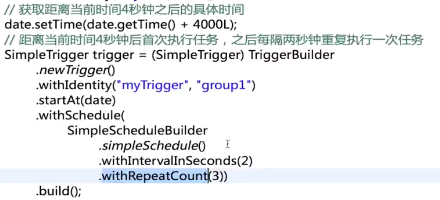 // 获取距离当前时间4秒钟之后的具体时间
date.setTime(date.getTime() + 4000L);
// 距离当前时间4秒钟后首次执行任务，之后每隔两秒钟重复执行一次任务
SimpleTrigger trigger = (SimpleTrigger) TriggerBuilder
.newTrigger()
.withIdentity("myTrigger", "group1")
.startAt(date)
.withSchedule(
SimpleScheduleBuilder
.simpleSchedule()
.withIntervalInSeconds(2)
.withRepeatCount(3))
.build();